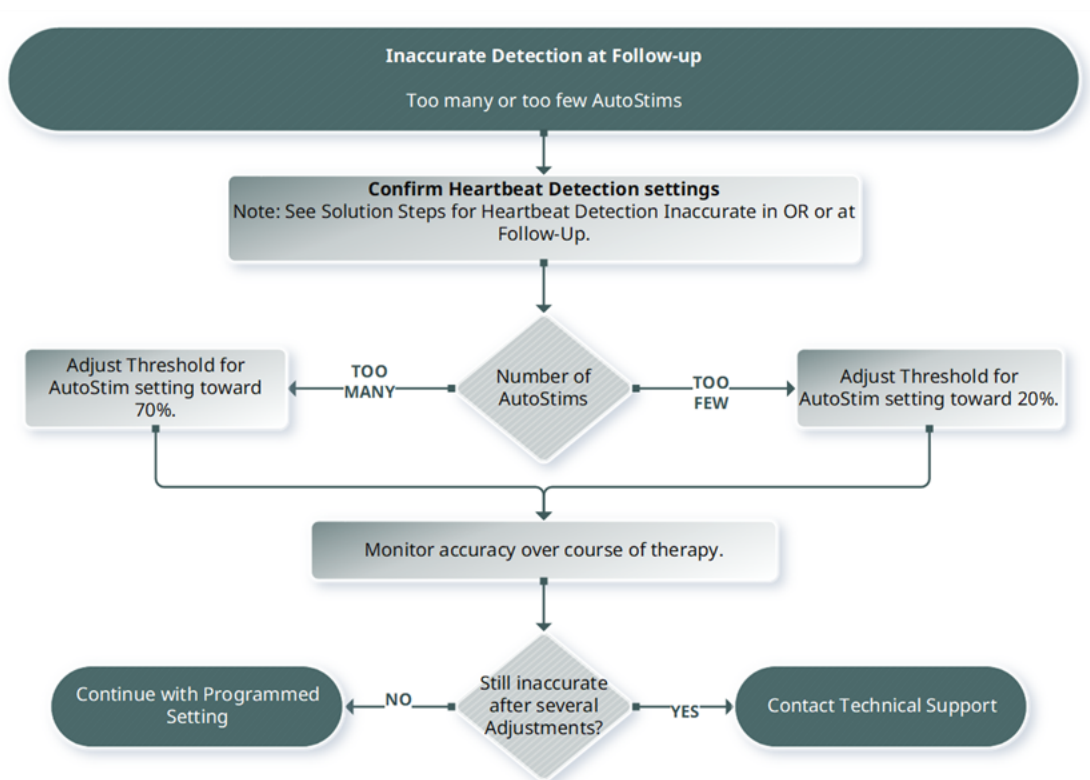 Inaccurate Detection at Follow-up
Too many or too few AutoStims
Confirm Heartbeat Detection settings
Note: See Solution Steps for Heartbeat Detection Inaccurate in OR or at
Follow-Up.
Number of
AutoStims
TOO
MANY
Adjust Threshold for
AutoStim setting toward
70%.
TOO
FEW
Adjust Threshold for
AutoStim setting toward 20%.
Monitor accuracy over course of therapy.
Still inaccurate
after several
Adjustments?
NO
Continue with Programmed
Setting
YES
Contact Technical Support